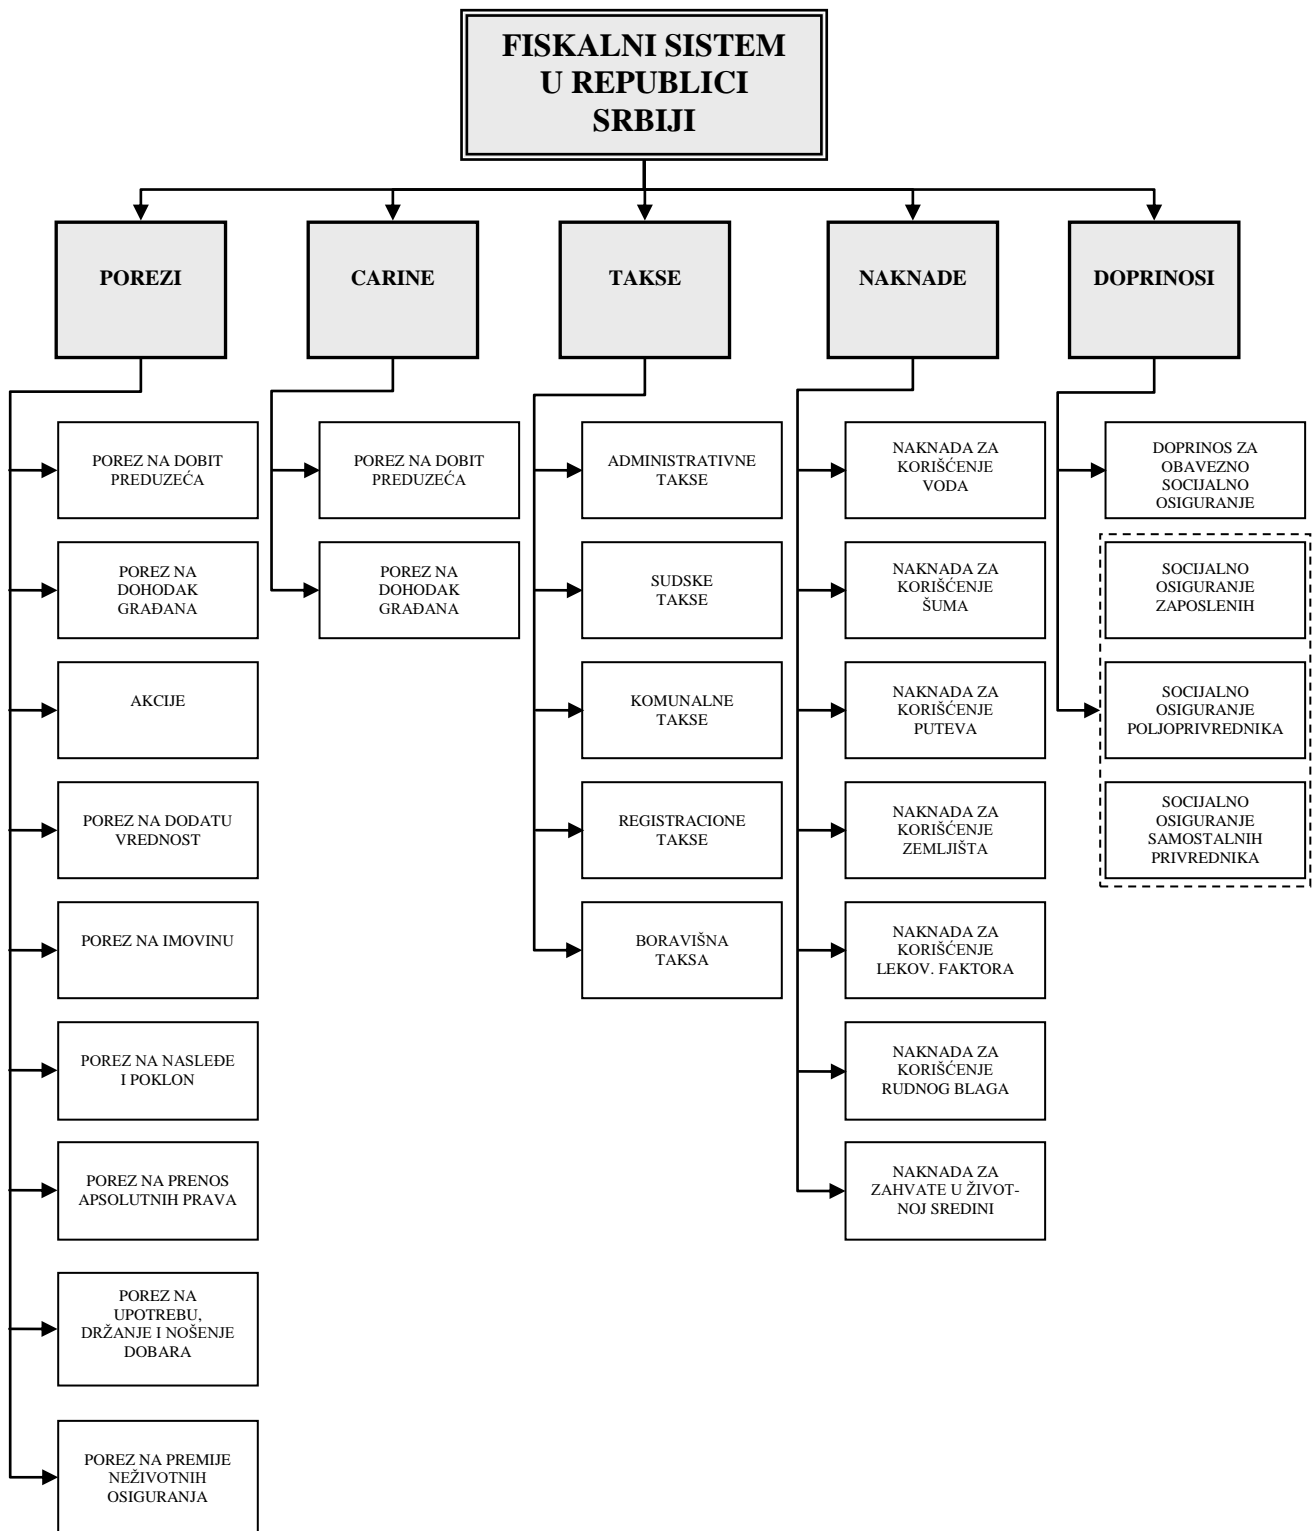 FISKALNI SISTEM
U REPUBLICI
SRBIJI
POREZI
CARINE
TAKSE
NAKNADE
DOPRINOSI
POREZ NA DOBIT
PREDUZEĆA
POREZ NA
DOHODAK
GRAĐANA
AKCIJE
POREZ NA DODATU
VREDNOST
POREZ NA IMOVINU
POREZ NA NASLEĐE
I POKLON
POREZ NA PRENOS
APSOLUTNIH PRAVA
POREZ NA
UPOTREBU,
DRŽANJE I NOŠENJE
DOBARA
POREZ NA PREMIJE
NEŽIVOTNIH
OSIGURANJA
POREZ NA DOBIT
PREDUZEĆA
POREZ NA
DOHODAK
GRAĐANA
ADMINISTRATIVNE
TAKSE
SUDSKE
TAKSE
KOMUNALNE
TAKSE
REGISTRACIONE
TAKSE
BORAVIŠNA
TAKSA
NAKNADA ZA
KORIŠĆENJE
VODA
NAKNADA ZA
KORIŠĆENJE
ŠUMA
NAKNADA ZA
KORIŠĆENJE
PUTEVA
NAKNADA ZA
KORIŠĆENJE
ZEMLJIŠTA
NAKNADA ZA
KORIŠĆENJE
LEKOV. FAKTORA
NAKNADA ZA
KORIŠĆENJE
RUDNOG BLAGA
NAKNADA ZA
ZAHVATE U ŽIVOT-
NOJ SREDINI
DOPRINOS ZA
OBAVEZNO
SOCIJALNO
OSIGURANJE
SOCIJALNO
OSIGURANJE
ZAPOSLENIH
SOCIJALNO
OSIGURANJE
POLJOPRIVREDNIKA
SOCIJALNO
OSIGURANJE
SAMOSTALNIH
PRIVREDNIKA